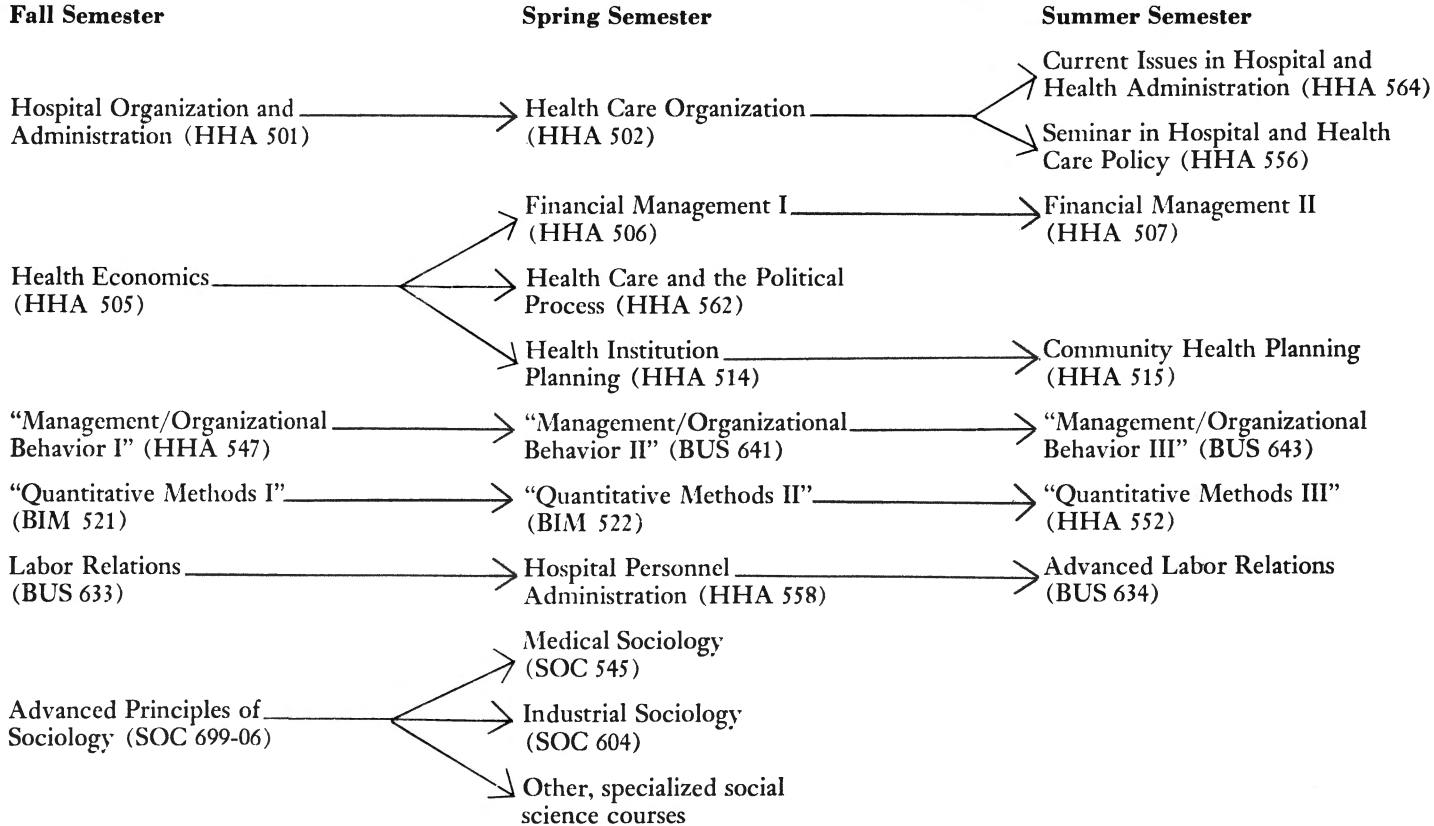 Fall Semester
Spring Semester
Summer Semester
Hospital Organization and
Administration (HHA 501)
Health Care Organization
(HHA 502)
Current Issues in Hospital and
Health Administration (HHA 564)
Seminar in Hospital and Health
Care Policy (HHA 556)
Health Economics
(HHA 505)
Financial Management I
(HHA 506)
Financial Management II
(HHA 507)
Health Care and the Political
Process (HHA 562)
Health Institution
Planning (HHA 514)
Community Health Planning
(HHA 515)
“Management/Organizational
Behavior I” (HHA 547)
“Management/Organizational
Behavior II” (BUS 641)
“Management/Organizational
Behavior III” (BUS 643)
“Quantitative Methods I”
(BIM 521)
“Quantitative Methods II”
(BIM 522)
“Quantitative Methods III”
(HHA 552)
Labor Relations
(BUS 633)
Hospital Personnel
Administration (HHA 558)
Advanced Labor Relations
(BUS 634)
Advanced Principles of
Sociology (SOC 699-06)
Medical Sociology
(SOC 545)
Industrial Sociology
(SOC 604)
Other, specialized social
science courses